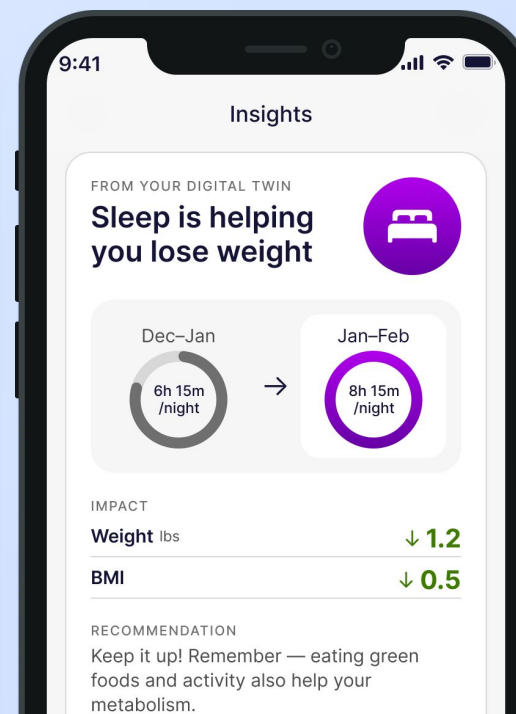 9:41
Insights
FROM YOUR DIGITAL TWIN
Sleep is helping
you lose weight
Dec–Jan
6h 15m
/night
→
Jan–Feb
8h 15m
/night
IMPACT
Weight lbs
↓ 1.2
BMI
↓ 0.5
RECOMMENDATION
Keep it up! Remember — eating green
foods and activity also help your
metabolism.